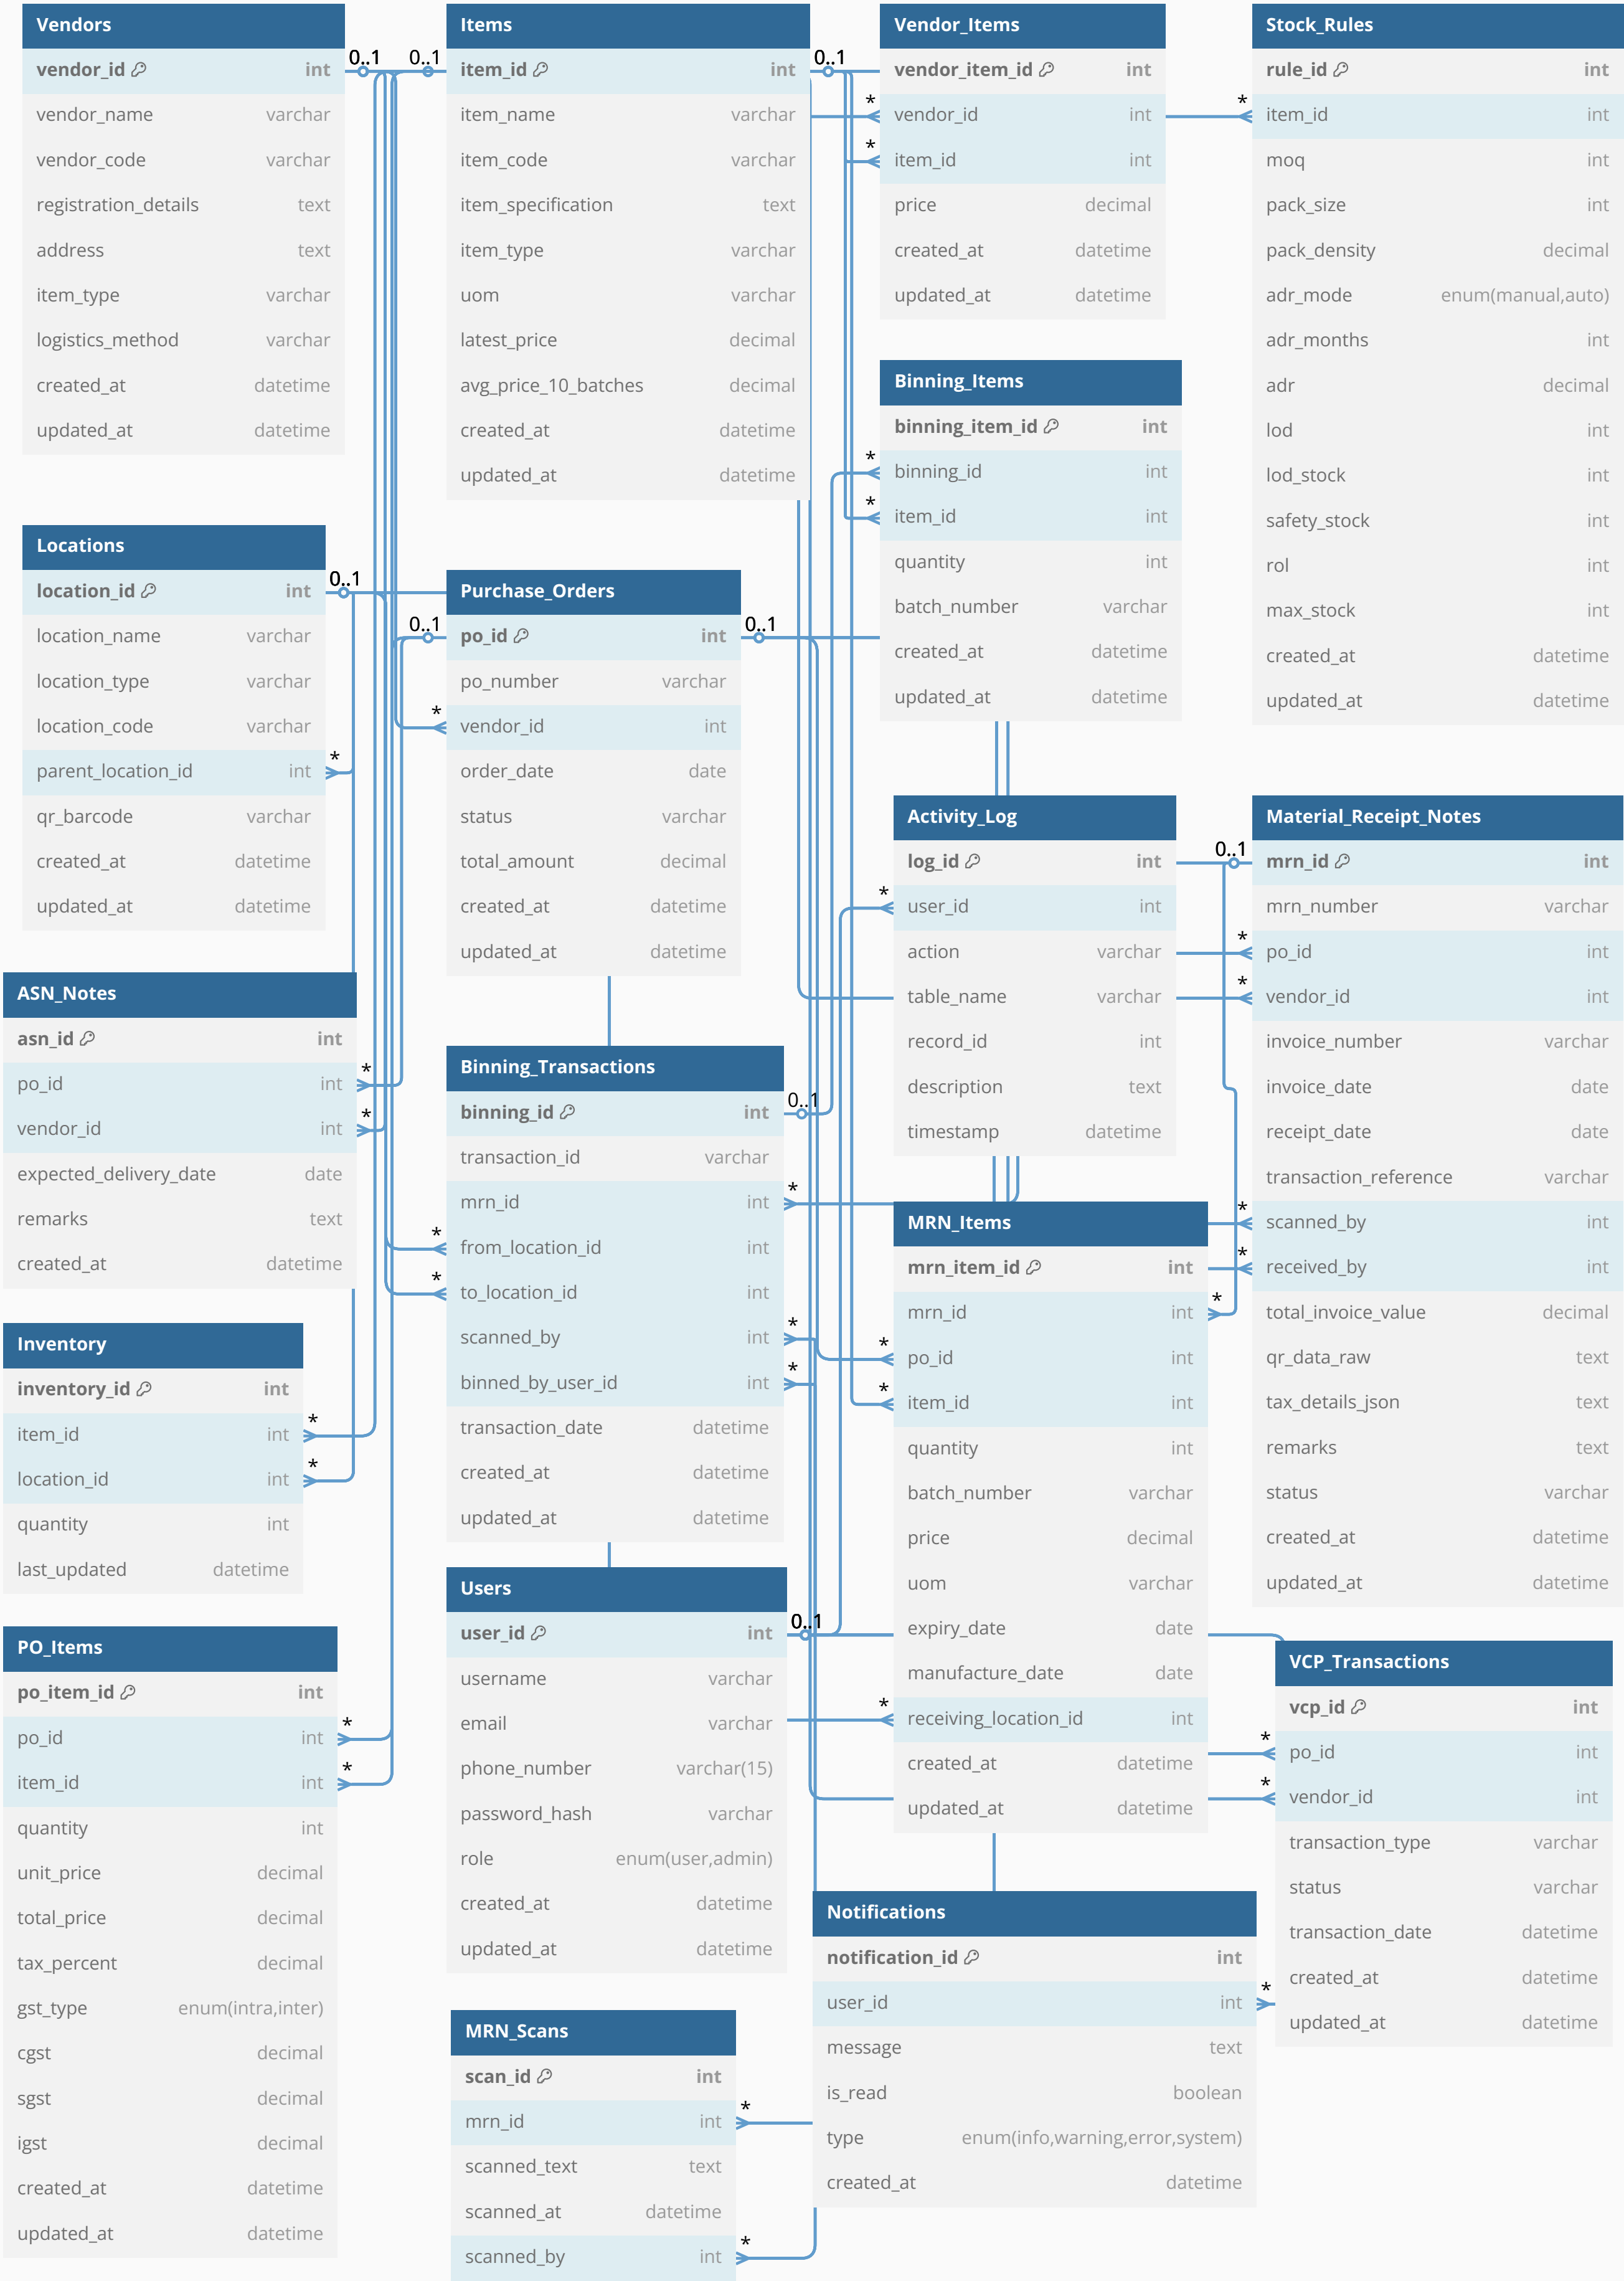 Vendors
vendor_id int
vendor_name varchar
vendor_code varchar
registration_details text
address text
item_type varchar
logistics_method varchar
created_at datetime
updated_at datetime
0..1
0..1
Items
item_id int
item_name varchar
item_code varchar
item_specification text
item_type varchar
uom varchar
latest_price decimal
avg_price_10_batches decimal
created_at datetime
updated_at datetime
0..1
Vendor_Items
vendor_item_id int
* vendor_id int
* item_id int
price decimal
created_at datetime
updated_at datetime
Stock_Rules
rule_id int
* item_id int
moq int
pack_size int
pack_density decimal
adr_mode enum(manual,auto)
adr_months int
adr decimal
lod int
lod_stock int
safety_stock int
rol int
max_stock int
created_at datetime
updated_at datetime
Binning_Items
binning_item_id int
* binning_id int
* item_id int
quantity int
batch_number varchar
created_at datetime
updated_at datetime
Locations
location_id int 0..1
location_name varchar
location_type varchar
location_code varchar
parent_location_id int *
qr_barcode varchar
created_at datetime
updated_at datetime
Purchase_Orders
0..1 po_id int 0..1
po_number varchar
* vendor_id int
order_date date
status varchar
total_amount decimal
created_at datetime
updated_at datetime
Activity_Log
log_id int
* user_id int
action varchar
table_name varchar
record_id int
description text
timestamp datetime
Material_Receipt_Notes
0..1 mrn_id int
mrn_number varchar
* po_id int
* vendor_id int
invoice_number varchar
invoice_date date
receipt_date date
transaction_reference varchar
* scanned_by int
* received_by int
total_invoice_value decimal
qr_data_raw text
tax_details_json text
remarks text
status varchar
created_at datetime
updated_at datetime
ASN_Notes
asn_id int
po_id int *
vendor_id int *
expected_delivery_date date
remarks text
created_at datetime
Binning_Transactions
binning_id int 0..1
transaction_id varchar
mrn_id int *
* from_location_id int
* to_location_id int
scanned_by int *
binned_by_user_id int *
transaction_date datetime
created_at datetime
updated_at datetime
MRN_Items
mrn_item_id int
mrn_id int *
* po_id int
* item_id int
quantity int
batch_number varchar
price decimal
uom varchar
expiry_date date
manufacture_date date
* receiving_location_id int
created_at datetime
updated_at datetime
Inventory
inventory_id int
item_id int *
location_id int *
quantity int
last_updated datetime
Users
user_id int 0..1
username varchar
email varchar
phone_number varchar(15)
password_hash varchar
role enum(user,admin)
created_at datetime
updated_at datetime
PO_Items
po_item_id int
po_id int *
item_id int *
quantity int
unit_price decimal
total_price decimal
tax_percent decimal
gst_type enum(intra,inter)
cgst decimal
sgst decimal
igst decimal
created_at datetime
updated_at datetime
VCP_Transactions
vcp_id int
* po_id int
* vendor_id int
transaction_type varchar
status varchar
transaction_date datetime
created_at datetime
updated_at datetime
Notifications
notification_id int
user_id int *
message text
is_read boolean
type enum(info,warning,error,system)
created_at datetime
MRN_Scans
scan_id int
mrn_id int *
scanned_text text
scanned_at datetime
scanned_by int *